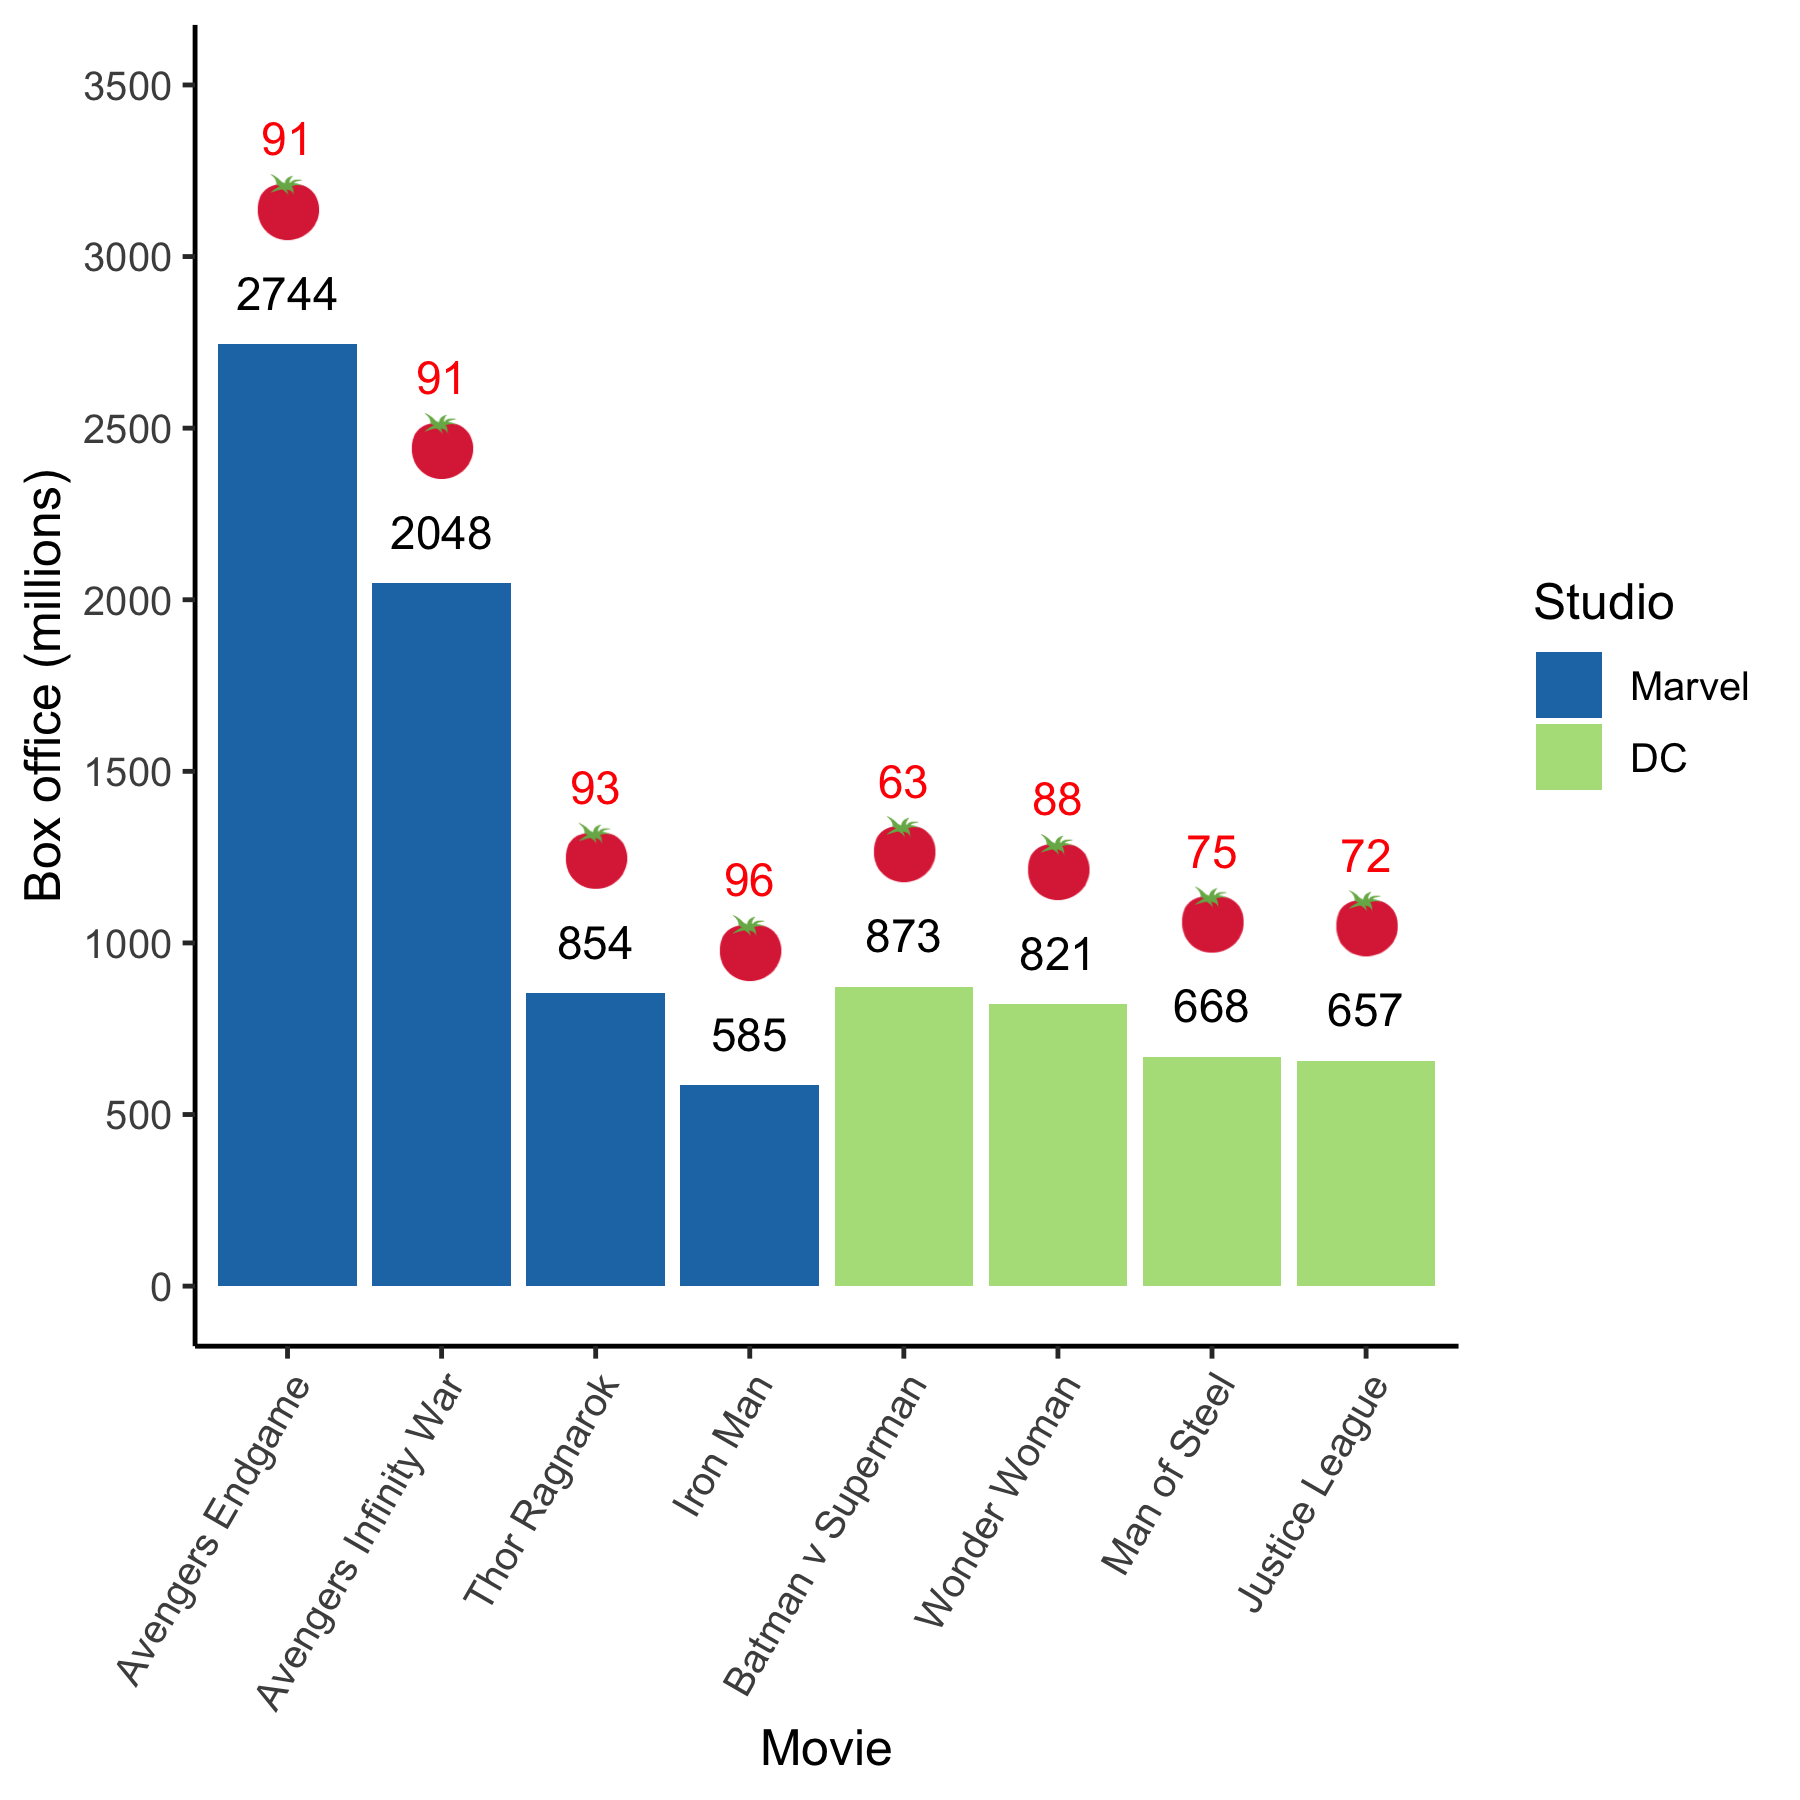 3500
3000
2500
2000
1500
1000
500
0
Box office (millions)
91
2744
91
2048
93
854
96
585
63
873
88
821
75
668
72
657
Avengers Endgame
Avengers Infinity War
Thor Ragnarok
Iron Man
Batman v Superman
Wonder Woman
Man of Steel
Justice League
Movie
Studio
Marvel
DC